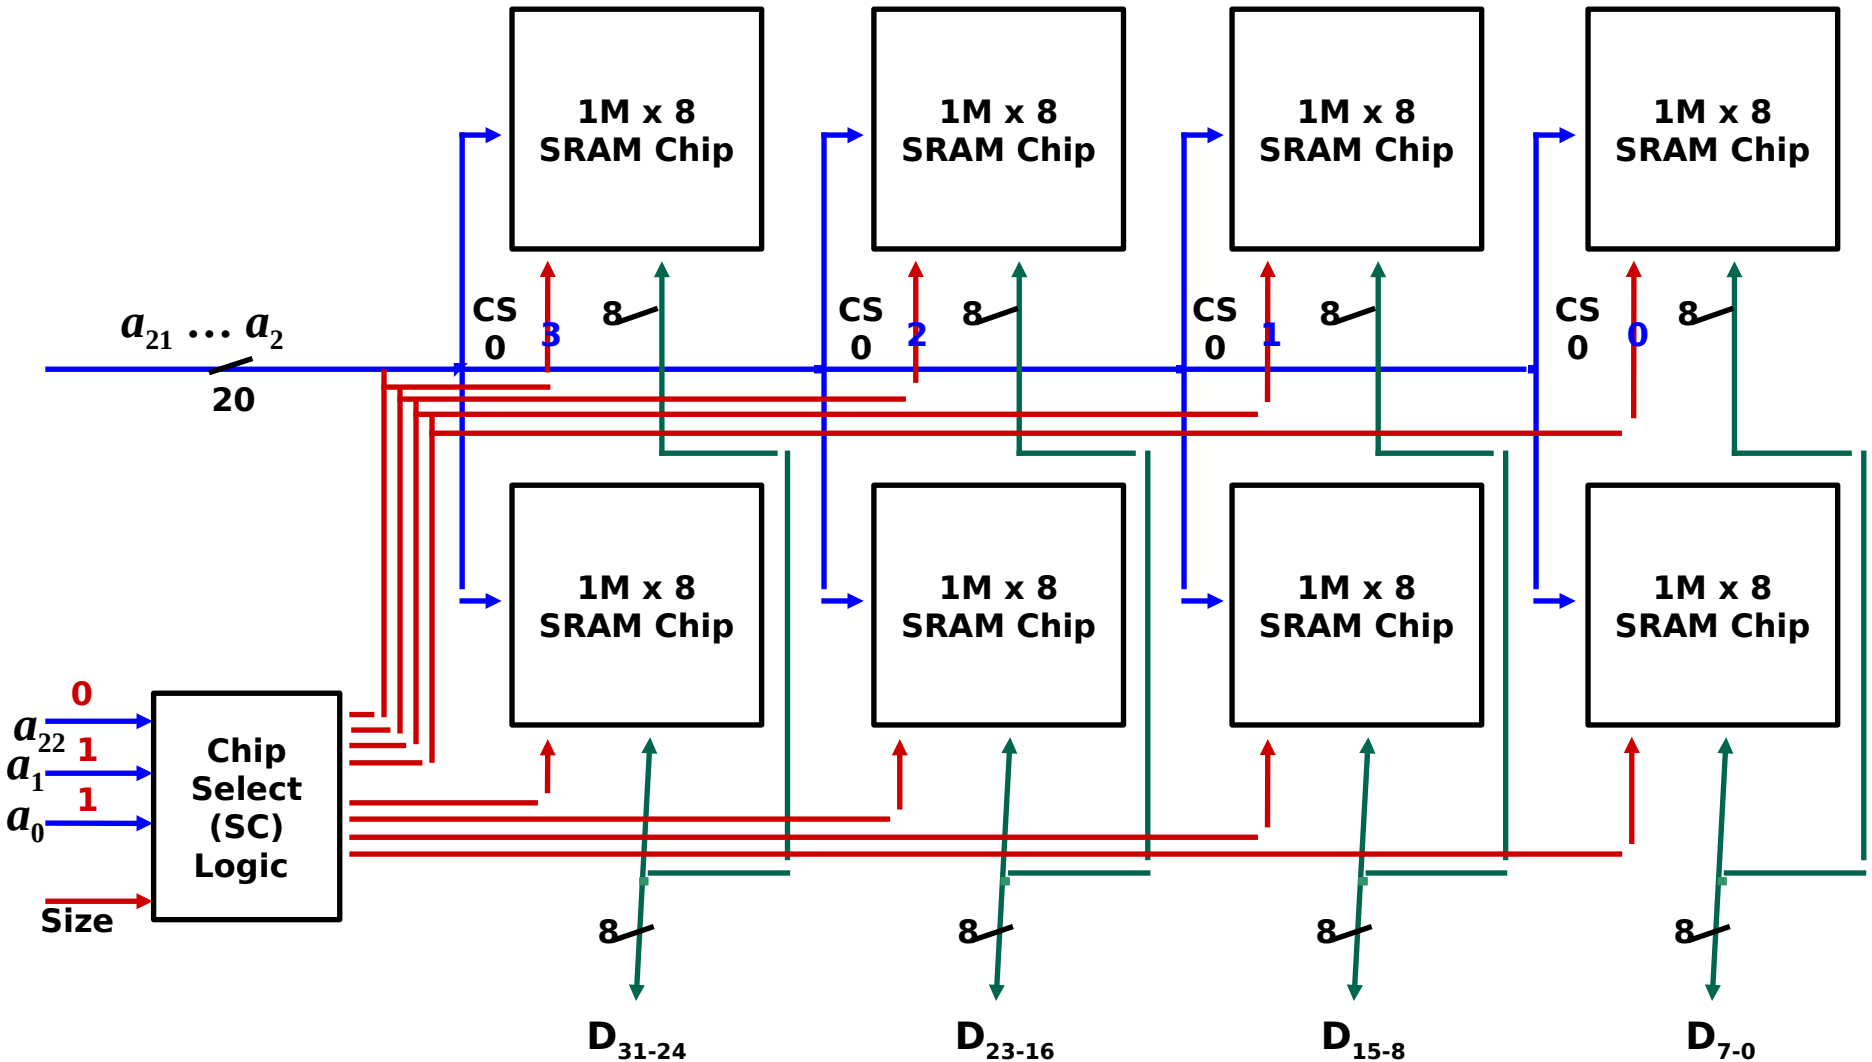 1M x 8
SRAM Chip
1M x 8
SRAM Chip
1M x 8
SRAM Chip
1M x 8
SRAM Chip
a21 … a2
20
CS
0
3
8
CS
0
2
8
CS
0
1
8
CS
0
0
8
1M x 8
SRAM Chip
1M x 8
SRAM Chip
1M x 8
SRAM Chip
1M x 8
SRAM Chip
0
a22
1
a1
1
a0
Size
Chip
Select
(SC)
Logic
8
8
8
8
D31-24
D23-16
D15-8
D7-0